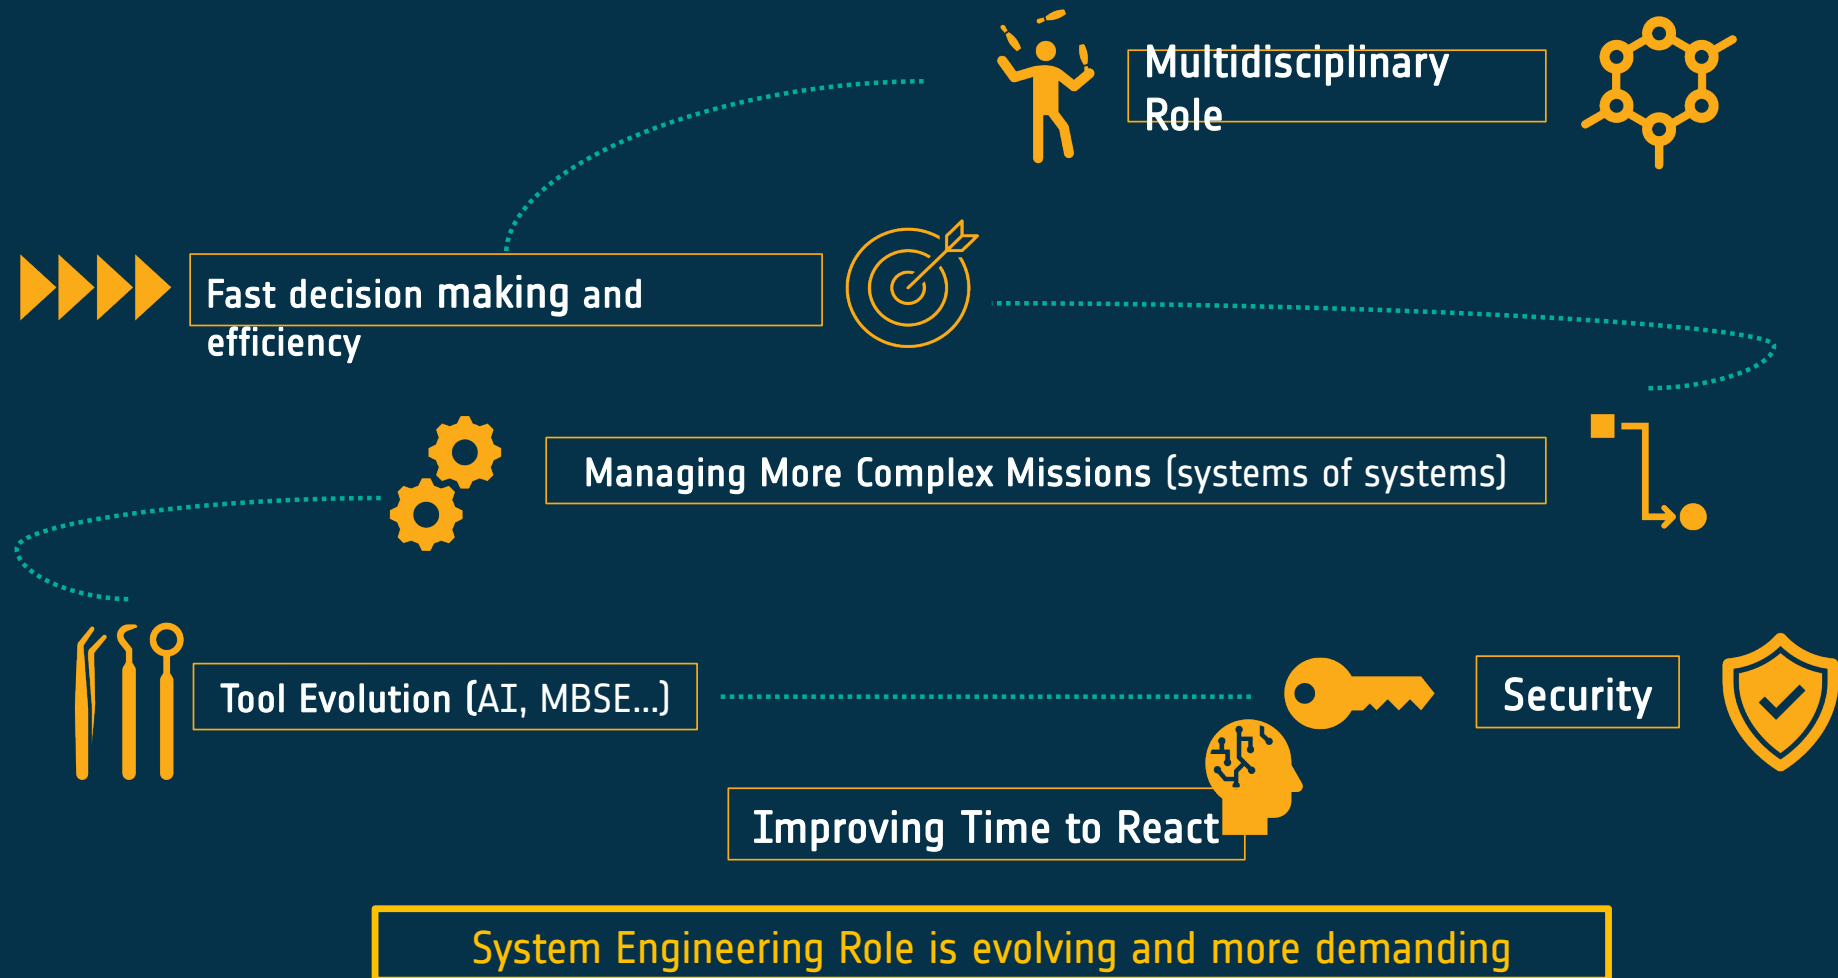 Multidisciplinary
Role
Fast decision making and
efficiency
Managing More Complex Missions (systems of systems)
Tool Evolution (AI, MBSE...)
Security
Improving Time to React
System Engineering Role is evolving and more demanding